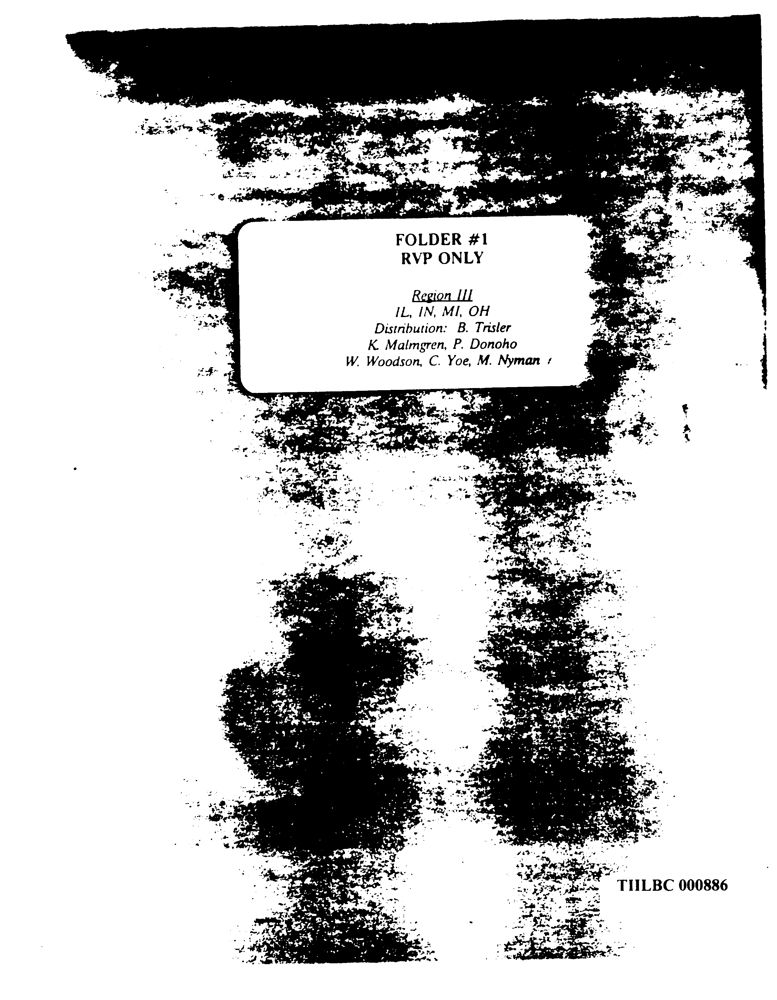 FOLDER #1
RVP ONLY
Region III
IL, IN, MI, OH
Distribution: B. Trisler
K. Malmgren, P. Donoho
W. Woodson, C. Yoe, M. Nyman
TIILBC 000886